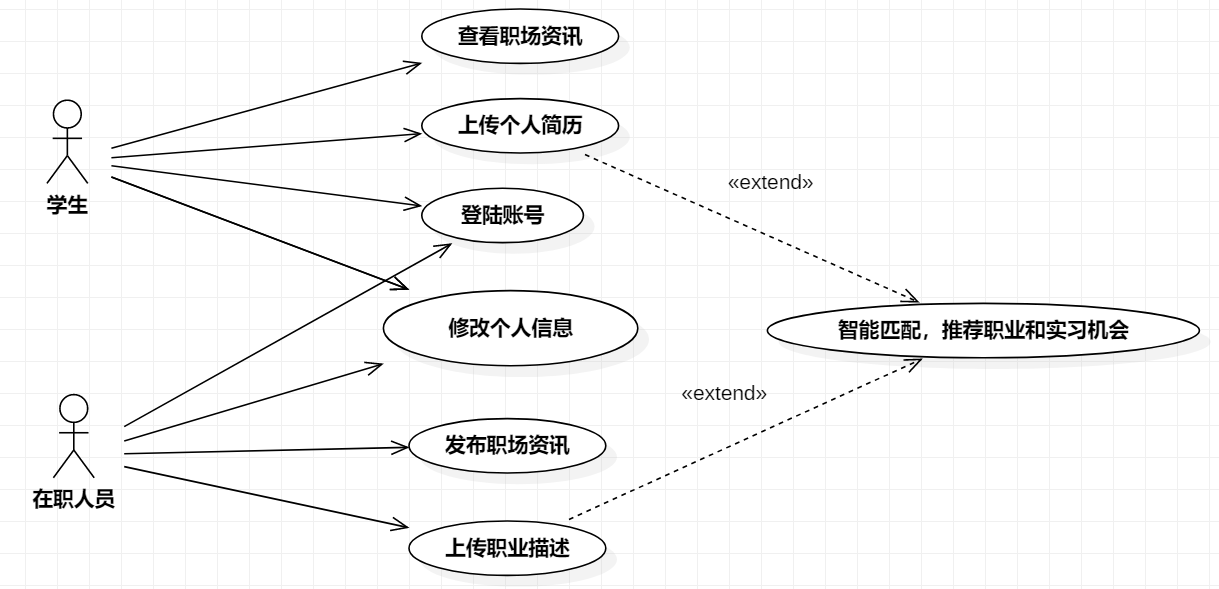 查看职场资讯
上传个人简历
«extend»
学生
登陆账号
修改个人信息
智能匹配，推荐职业和实习机会
«extend»
发布职场资讯
在职人员
上传职业描述